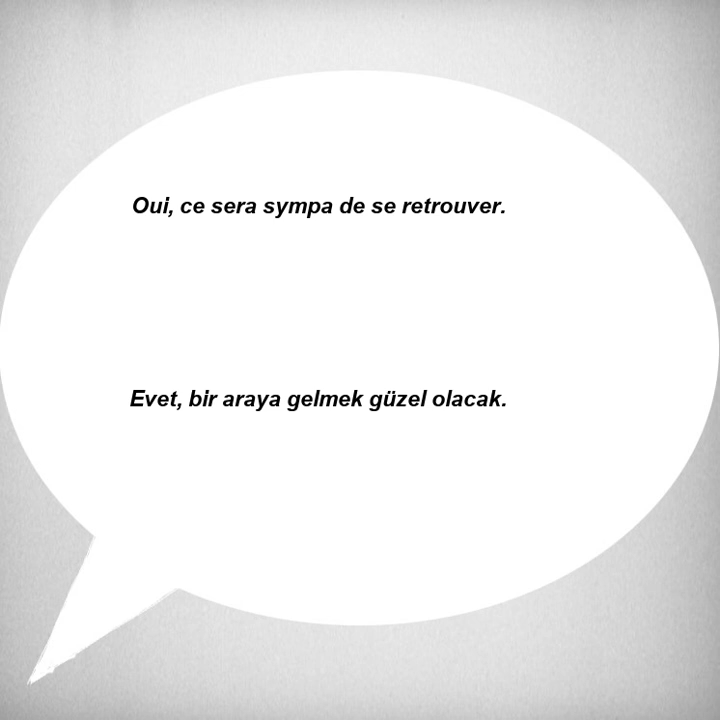 Oui, ce sera sympa de se retrouver.
Evet, bir araya gelmek güzel olacak.